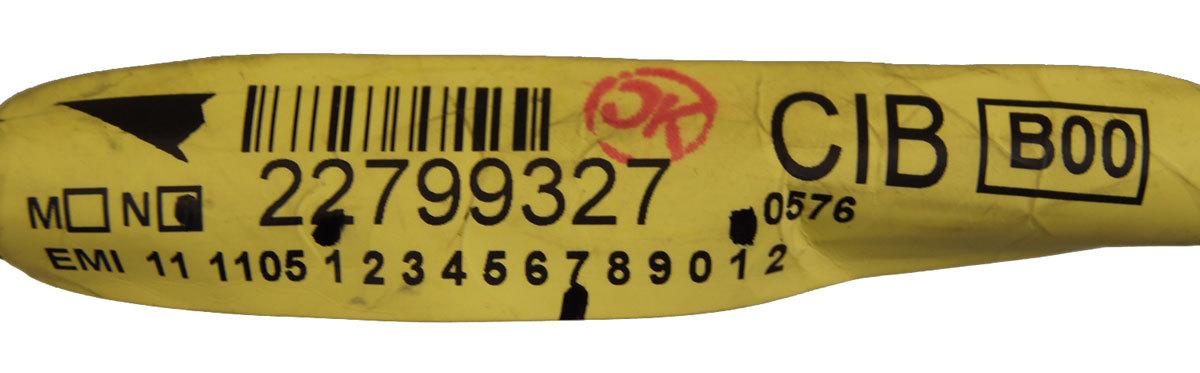 OK
22799327
CIB B00
M N 0576
EMI 11 1105 1 2 3 4 5 6 7 8 9 0 1 2